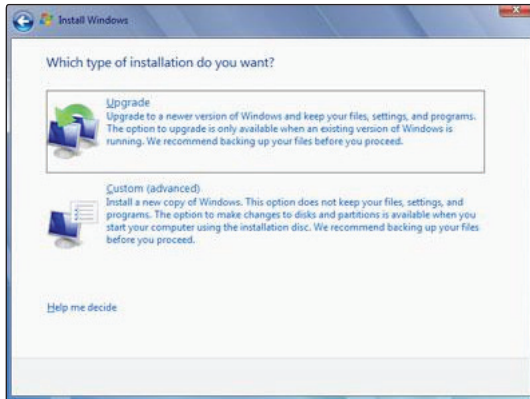 Install Windows
Which type of installation do you want?
Upgrade
Upgrade to a newer version of Windows and keep your files, settings, and programs.
The option to upgrade is only available when an existing version of Windows is
running. We recommend backing up your files before you proceed.
Custom (advanced)
Install a new copy of Windows. This option does not keep your files, settings, and
programs. The option to make changes to disks and partitions is available when you
start your computer using the installation disc. We recommend backing up your files
before you proceed.
Help me decide